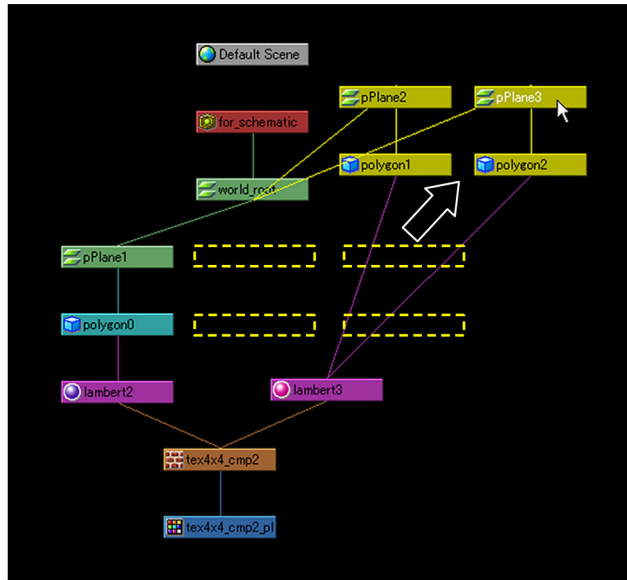 Default Scene
pPlane2
pPlane3
for_schematic
polygon1
polygon2
world_root
pPlane1
polygon0
lambert2
lambert3
tex4x4_cmp2
tex4x4_cmp2_pl